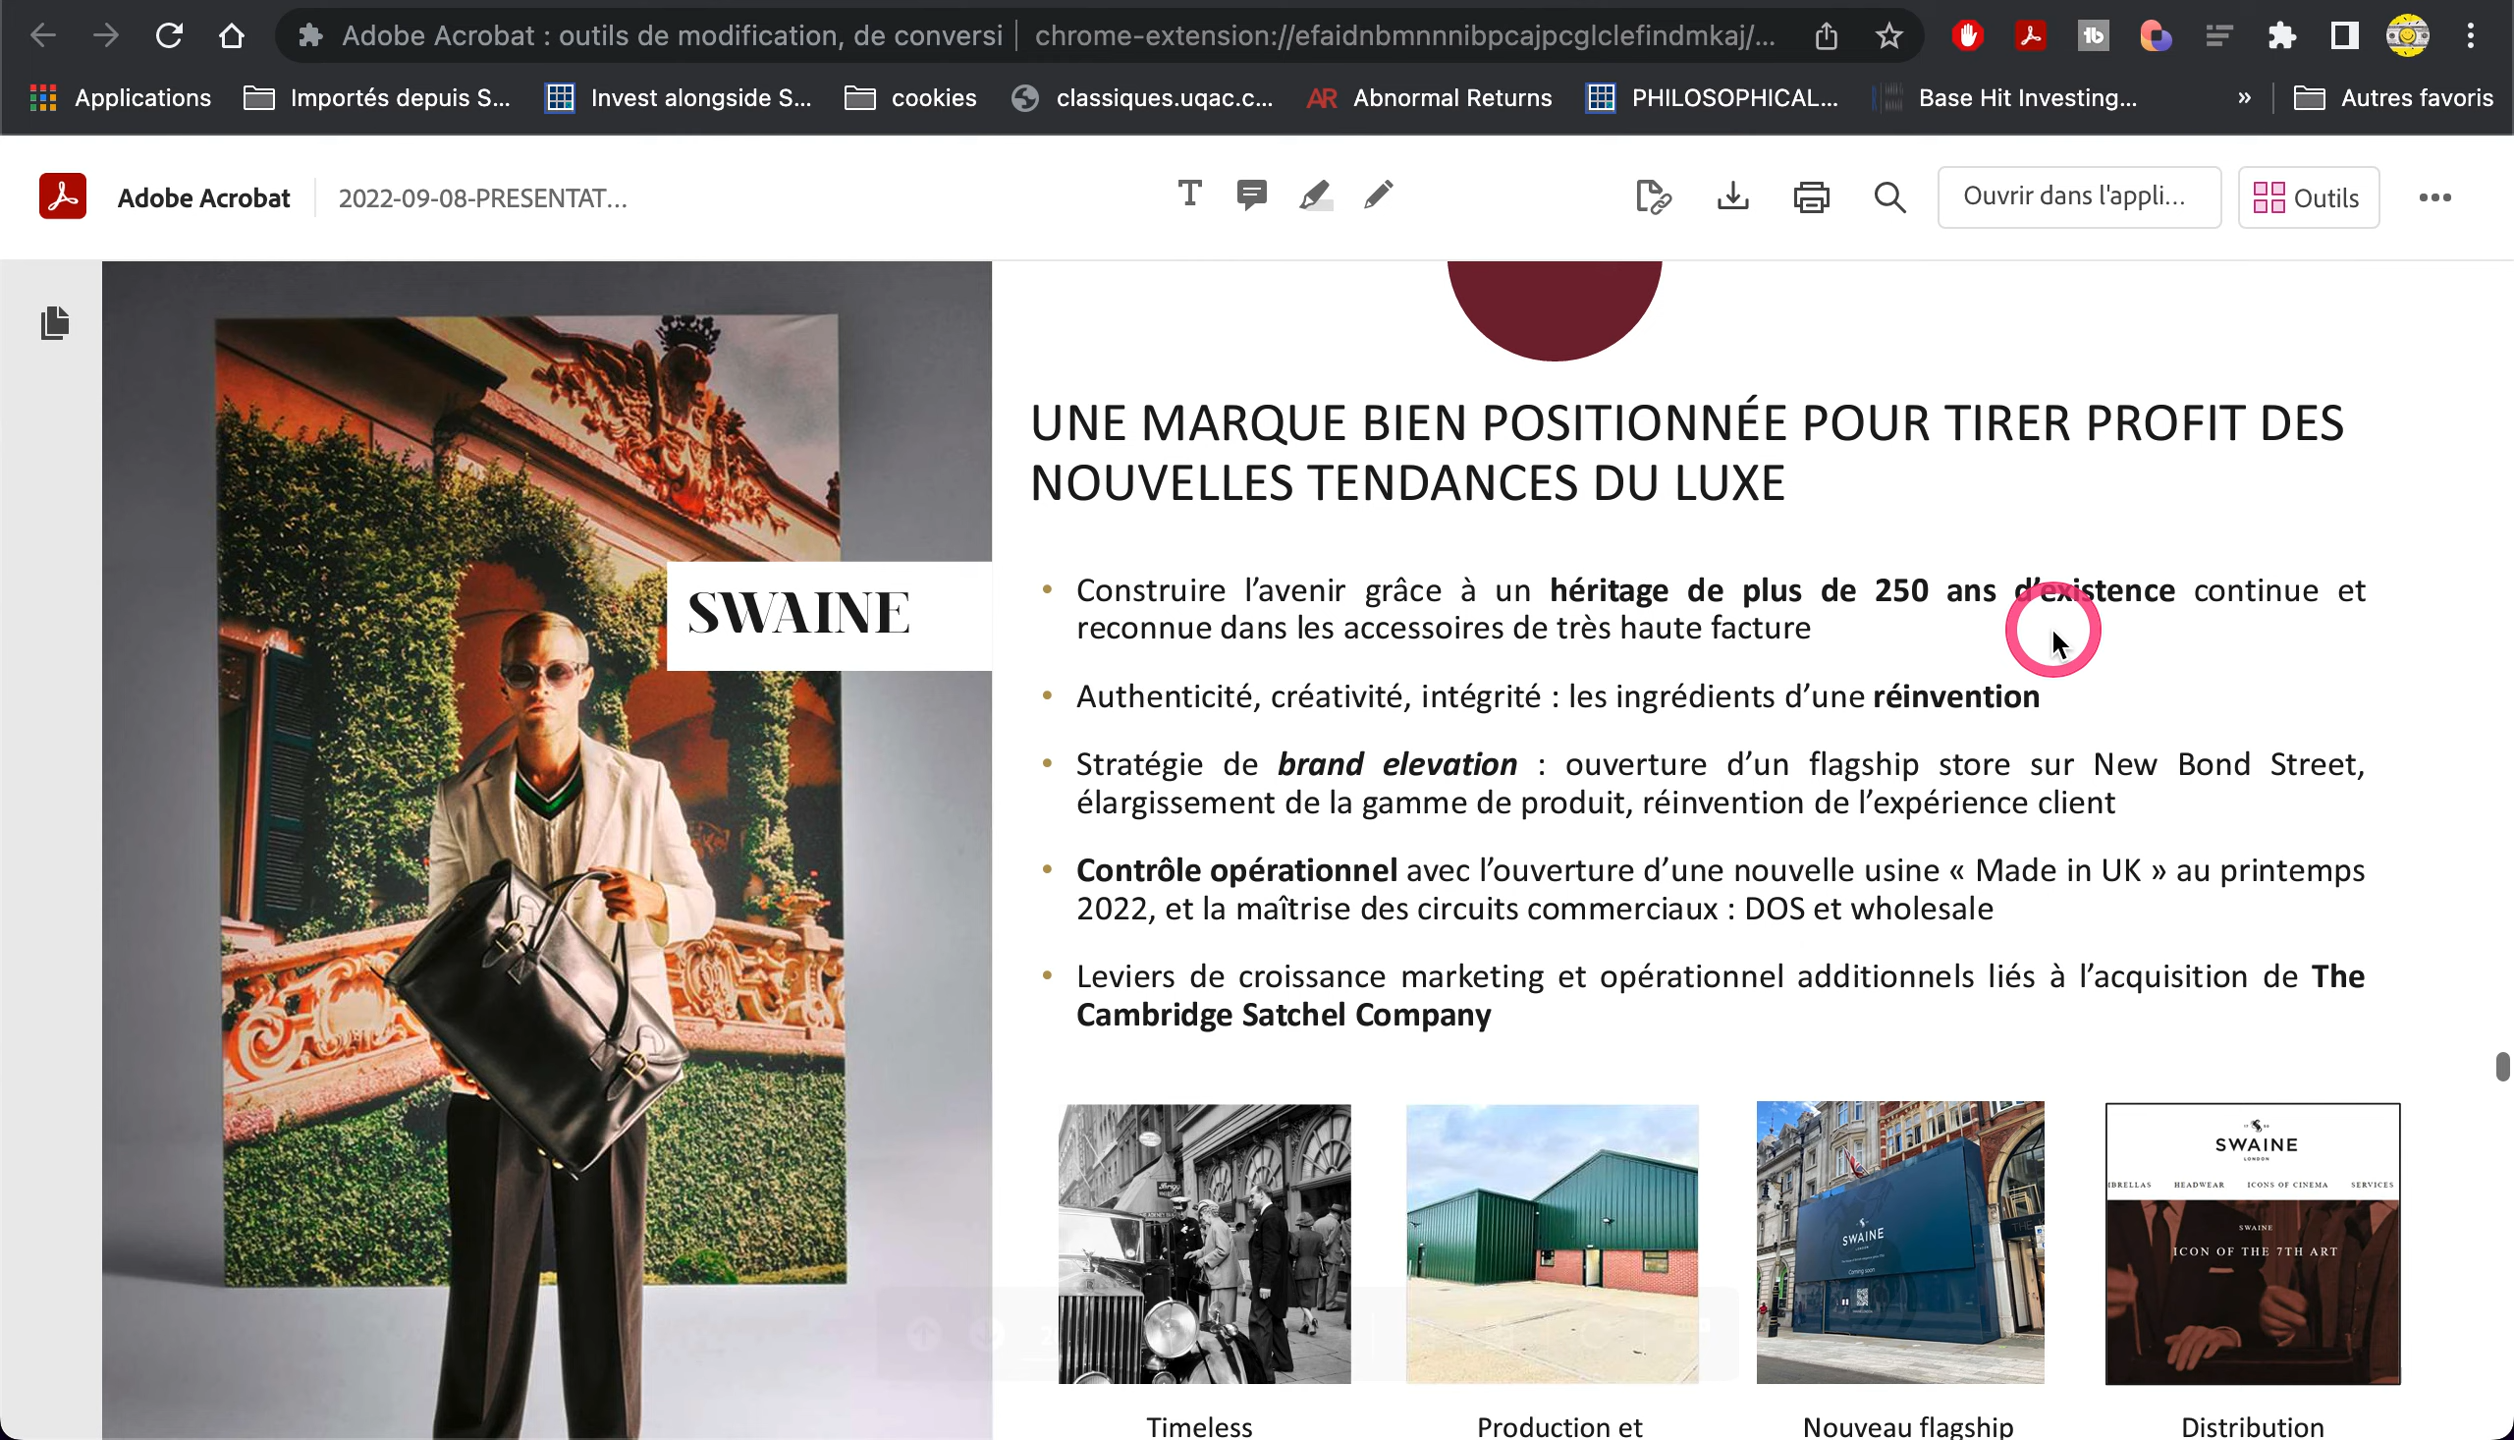 Adobe Acrobat : outils de modification, de conversi
chrome-extension://efaidnbmnnnibpcajpcglclefindmkaj/...
Applications
Importés depuis S...
Invest alongside S...
cookies
classiques.uqac.c...
AR
Abnormal Returns
PHILOSOPHICAL...
Base Hit Investing...
»
Autres favoris
Adobe Acrobat
2022-09-08-PRESENTAT...
Ouvrir dans l'appli...
Outils
SWAINE
UNE MARQUE BIEN POSITIONNÉE POUR TIRER PROFIT DES
NOUVELLES TENDANCES DU LUXE
• Construire l’avenir grâce à un héritage de plus de 250 ans d’existence continue et
reconnue dans les accessoires de très haute facture
• Authenticité, créativité, intégrité : les ingrédients d’une réinvention
• Stratégie de brand elevation : ouverture d’un flagship store sur New Bond Street,
élargissement de la gamme de produit, réinvention de l’expérience client
• Contrôle opérationnel avec l’ouverture d’une nouvelle usine « Made in UK » au printemps
2022, et la maîtrise des circuits commerciaux : DOS et wholesale
• Leviers de croissance marketing et opérationnel additionnels liés à l’acquisition de The
Cambridge Satchel Company
SWAINE
LONDON
Coming soon
SWAINE
LONDON
HEADWEAR
ICONS OF CINEMA
SERVICES
SWAINE
ICON OF THE 7TH ART
Timeless
Production et
Nouveau flagship
Distribution